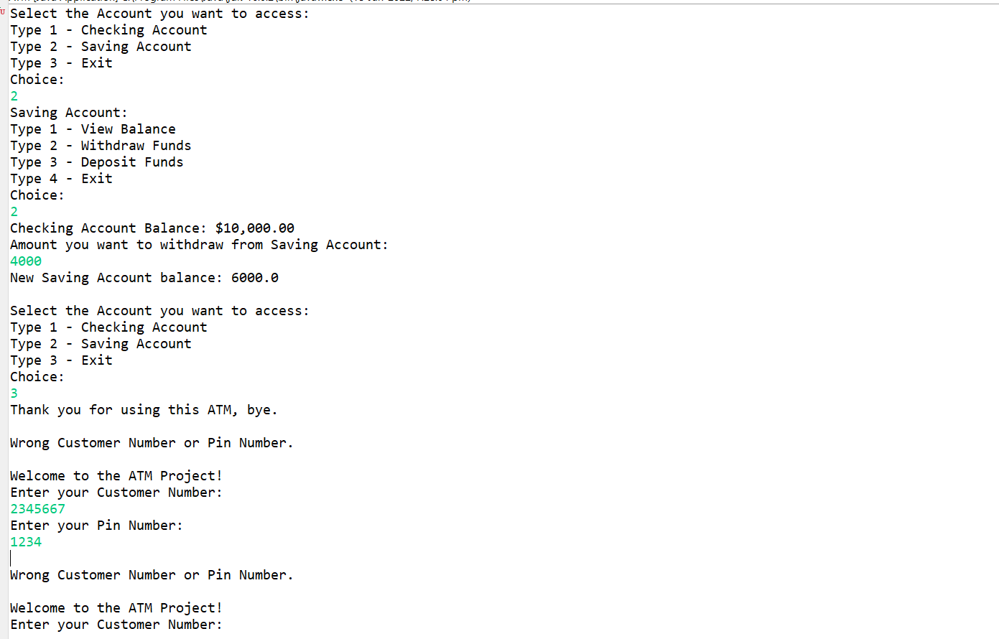 Select the Account you want to access:
Type 1 - Checking Account
Type 2 - Saving Account
Type 3 - Exit
Choice:
2
Saving Account:
Type 1 - View Balance
Type 2 - Withdraw Funds
Type 3 - Deposit Funds
Type 4 - Exit
Choice:
2
Checking Account Balance: $10,000.00
Amount you want to withdraw from Saving Account:
4000
New Saving Account balance: 6000.0
Select the Account you want to access:
Type 1 - Checking Account
Type 2 - Saving Account
Type 3 - Exit
Choice:
3
Thank you for using this ATM, bye.
Wrong Customer Number or Pin Number.
Welcome to the ATM Project!
Enter your Customer Number:
2345667
Enter your Pin Number:
1234
Wrong Customer Number or Pin Number.
Welcome to the ATM Project!
Enter your Customer Number: